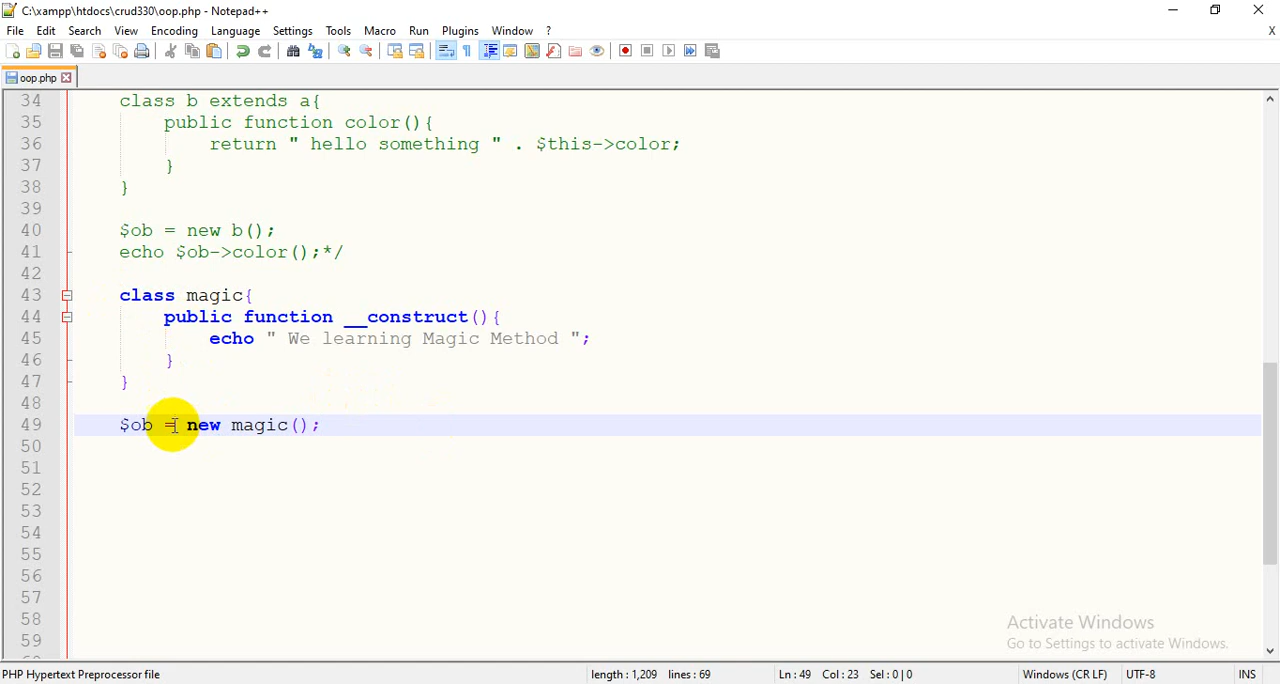 C:\xampp\htdocs\crud330\oop.php - Notepad++
File Edit Search View Encoding Language Settings Tools Macro Run Plugins Window ? X
oop.php
34 class b extends a{
35 public function color(){
36 return " hello something " . $this->color;
37 }
38 }
39
40 $ob = new b();
41 echo $ob->color();*/
42
43 class magic{
44 public function __construct(){
45 echo " We learning Magic Method ";
46 }
47 }
48
49 $ob = new magic();
50
51
52
53
54
55
56
57
58
59
Activate Windows
Go to Settings to activate Windows.
PHP Hypertext Preprocessor file length : 1,209 lines : 69 Ln : 49 Col : 23 Sel : 0 | 0 Windows (CR LF) UTF-8 INS